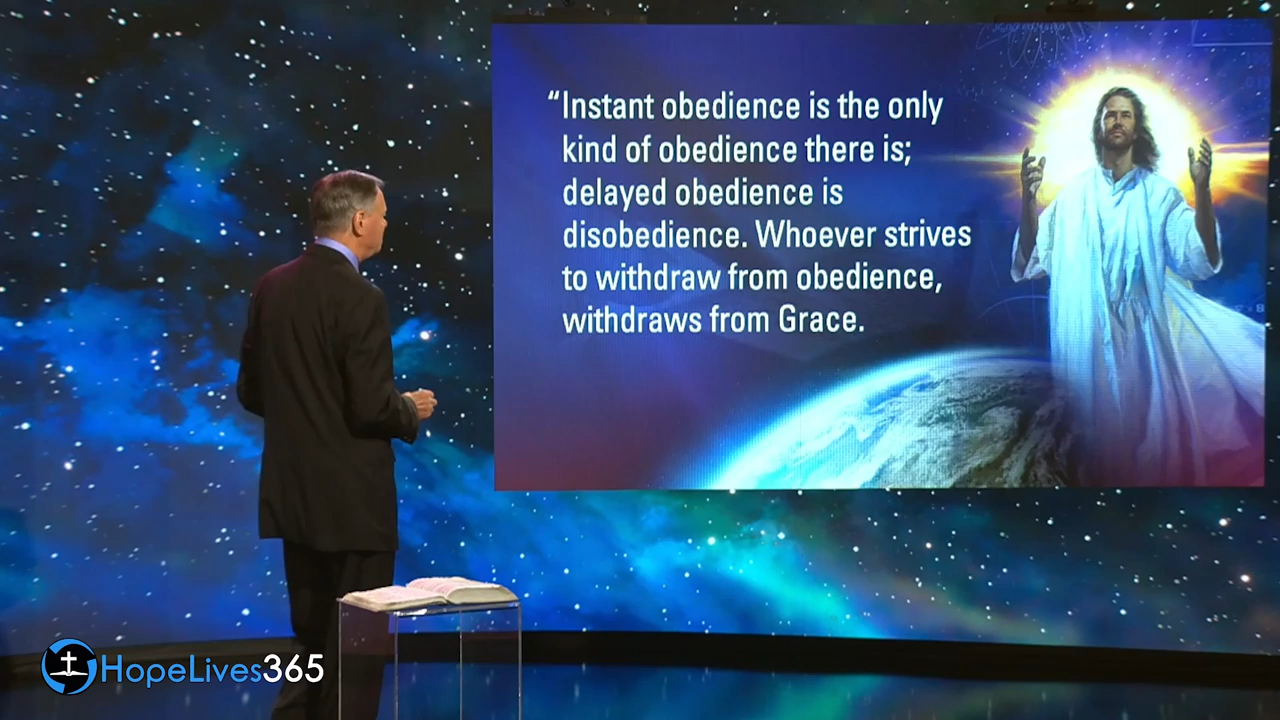 “Instant obedience is the only
kind of obedience there is;
delayed obedience is
disobedience. Whoever strives
to withdraw from obedience,
withdraws from Grace.
HopeLives365